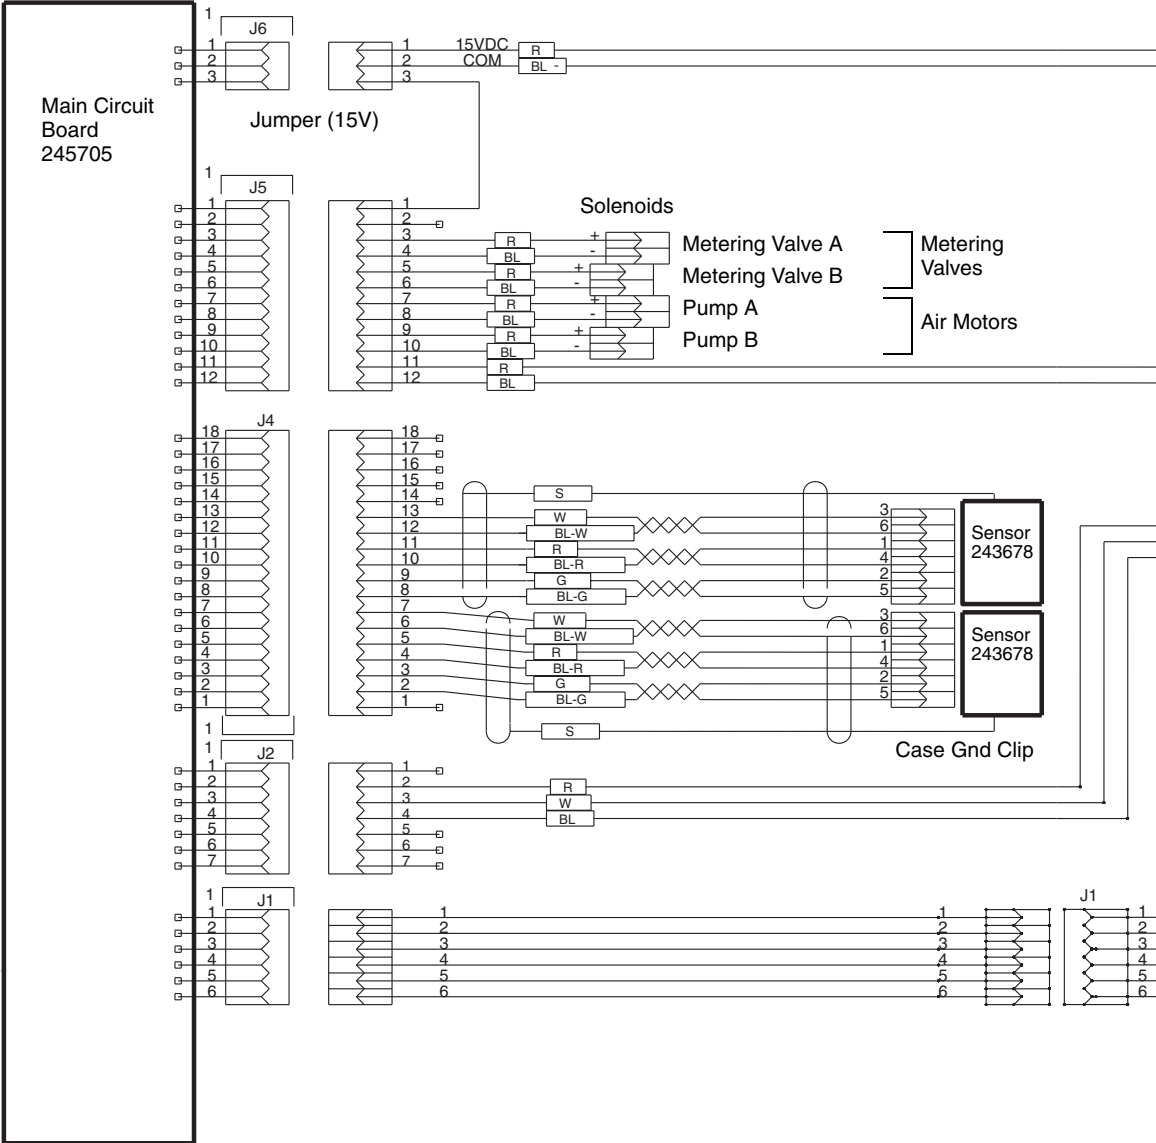 Main Circuit
Board
245705
1
J6
1 1 15VDC R
2 2 COM BL -
3 3
Jumper (15V)
1
J5
Solenoids
1 1
2 2
3 3 R + Metering Valve A
4 4 BL -
5 5 R + Metering Valve B
6 6 BL -
7 7 R + Pump A
8 8 BL -
9 9 R + Pump B
10 10 BL -
11 11 R
12 12 BL
Metering
Valves
Air Motors
J4
18 18
17 17
16 16
15 15
14 14
S
13 13 W 3
12 12 BL-W 6
11 11 R 1
10 10 BL-R 4
9 9 G 2
8 8 BL-G 5
Sensor
243678
7 7 W 3
6 6 BL-W 6
5 5 R 1
4 4 BL-R 4
3 3 G 2
2 2 BL-G 5
1 1
Sensor
243678
S
1
Case Gnd Clip
1
J2
1 1
2 2 R
3 3 W
4 4 BL
5 5
6 6
7 7
1
J1
J1
1 1 1 1
2 2 2 2
3 3 3 3
4 4 4 4
5 5 5 5
6 6 6 6